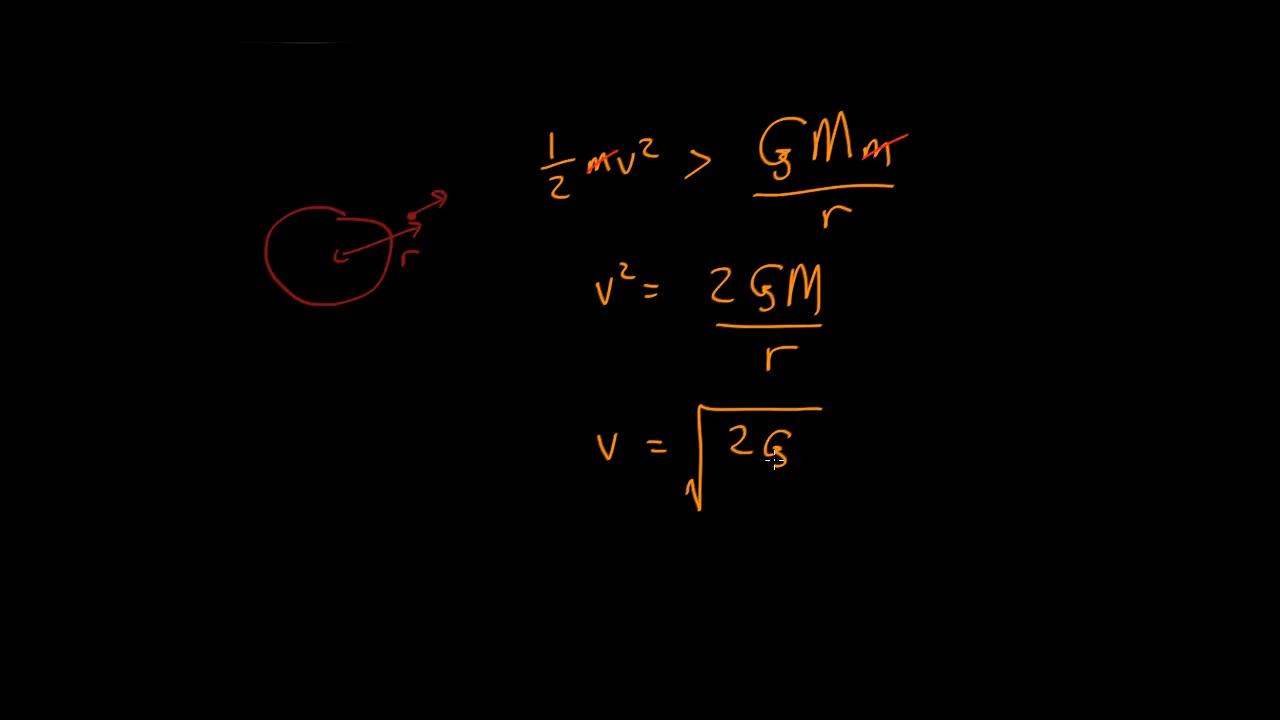 ½ mv² > GMm/r
r
v² = 2GM/r
v = √2G